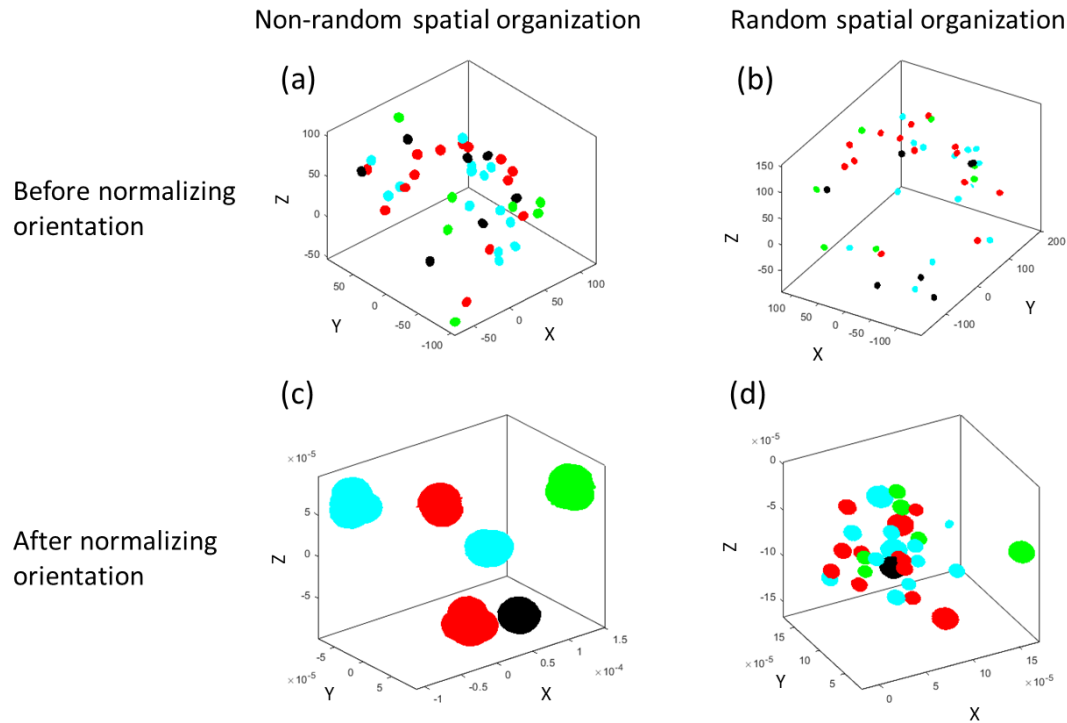 Non-random spatial organization
Random spatial organization
Before normalizing
orientation
(a)
100
50
0
-50
Z
50
0
-50
-100
Y
-50
0
50
100
X
(b)
150
100
50
0
-50
Z
100
50
0
-50
-100
X
-100
0
100
200
Y
After normalizing
orientation
(c)
×10⁻⁵
5
0
-5
Z
-5
0
5
×10⁻⁵
Y
-1
-0.5
0
0.5
1
1.5
×10⁻⁴
X
(d)
×10⁻⁵
0
-5
-10
-15
Z
15
10
5
×10⁻⁵
Y
0
5
10
15
×10⁻⁵
X